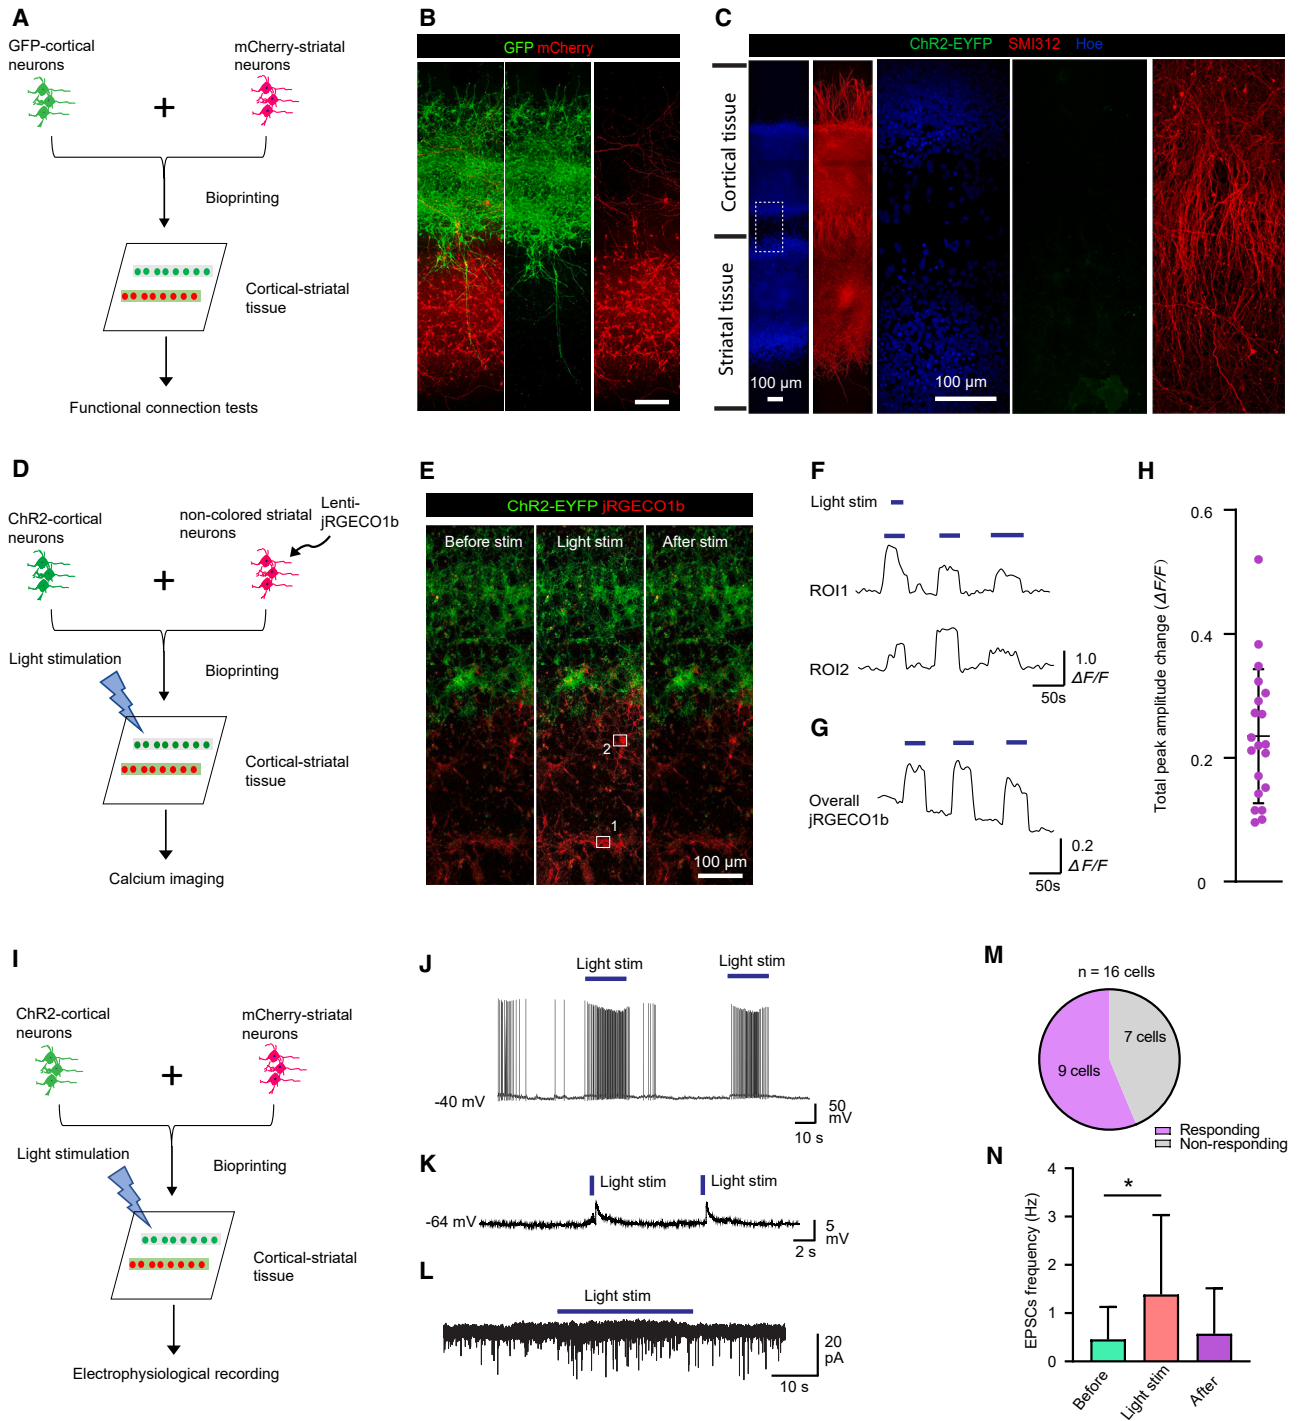 A
GFP-cortical
neurons
mCherry-striatal
neurons
+
Bioprinting
Cortical-striatal
tissue
Functional connection tests
B
GFP mCherry
C
ChR2-EYFP SMI312 Hoe
Cortical tissue
Striatal tissue
100 µm
100 µm
D
ChR2-cortical
neurons
non-colored striatal
neurons
Lenti-
jRGECO1b
+
Light stimulation
Bioprinting
Cortical-striatal
tissue
Calcium imaging
E
ChR2-EYFP jRGECO1b
Before stim
Light stim
After stim
2
1
100 µm
F
Light stim
ROI1
ROI2
1.0
ΔF/F
50s
G
Overall
jRGECO1b
0.2
ΔF/F
50s
H
Total peak amplitude change (ΔF/F)
0.6
0.4
0.2
0
I
ChR2-cortical
neurons
mCherry-striatal
neurons
+
Light stimulation
Bioprinting
Cortical-striatal
tissue
Electrophysiological recording
J
Light stim
Light stim
-40 mV
50
mV
10 s
K
Light stim
Light stim
-64 mV
5
mV
2 s
L
Light stim
20
pA
10 s
M
n = 16 cells
7 cells
9 cells
Responding
Non-responding
N
EPSCs frequency (Hz)
4
3
2
1
0
*
Before
Light stim
After